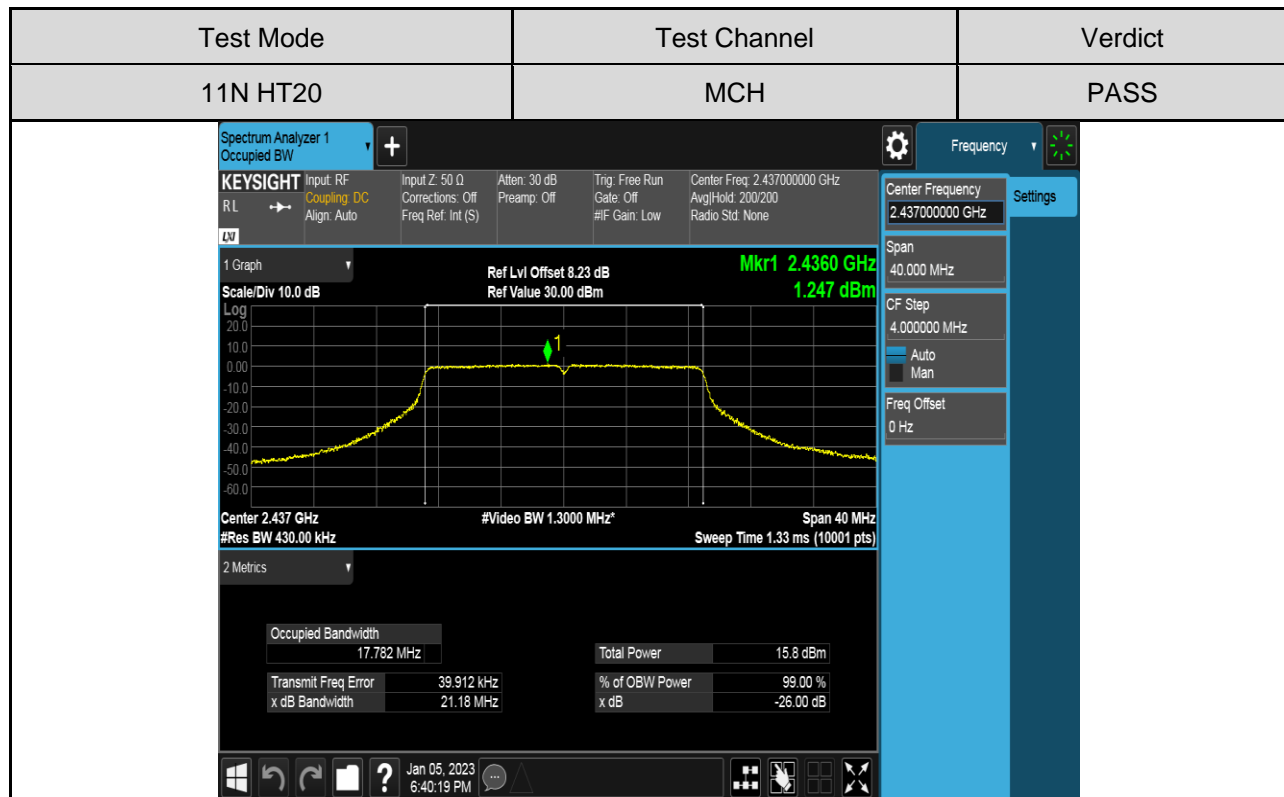 Test Mode Test Channel Verdict
11N HT20 MCH PASS
Spectrum Analyzer 1
Occupied BW
+
Frequency
KEYSIGHT Input: RF Input Z: 50 Ω Atten: 30 dB Trig: Free Run Center Freq: 2.437000000 GHz
RL Coupling: DC Corrections: Off Preamp: Off Gate: Off Avg|Hold: 200/200
Align: Auto Freq Ref: Int (S) #IF Gain: Low Radio Std: None
LXI
Center Frequency
2.437000000 GHz
Settings
Span
40.000 MHz
CF Step
4.000000 MHz
Auto
Man
Freq Offset
0 Hz
1 Graph Ref Lvl Offset 8.23 dB Mkr1 2.4360 GHz
Scale/Div 10.0 dB Ref Value 30.00 dBm 1.247 dBm
Log
20.0
10.0
1
0.00
-10.0
-20.0
-30.0
-40.0
-50.0
-60.0
Center 2.437 GHz #Video BW 1.3000 MHz* Span 40 MHz
#Res BW 430.00 kHz Sweep Time 1.33 ms (10001 pts)
2 Metrics
Occupied Bandwidth
17.782 MHz Total Power 15.8 dBm
Transmit Freq Error 39.912 kHz % of OBW Power 99.00 %
x dB Bandwidth 21.18 MHz x dB -26.00 dB
? Jan 05, 2023
6:40:19 PM